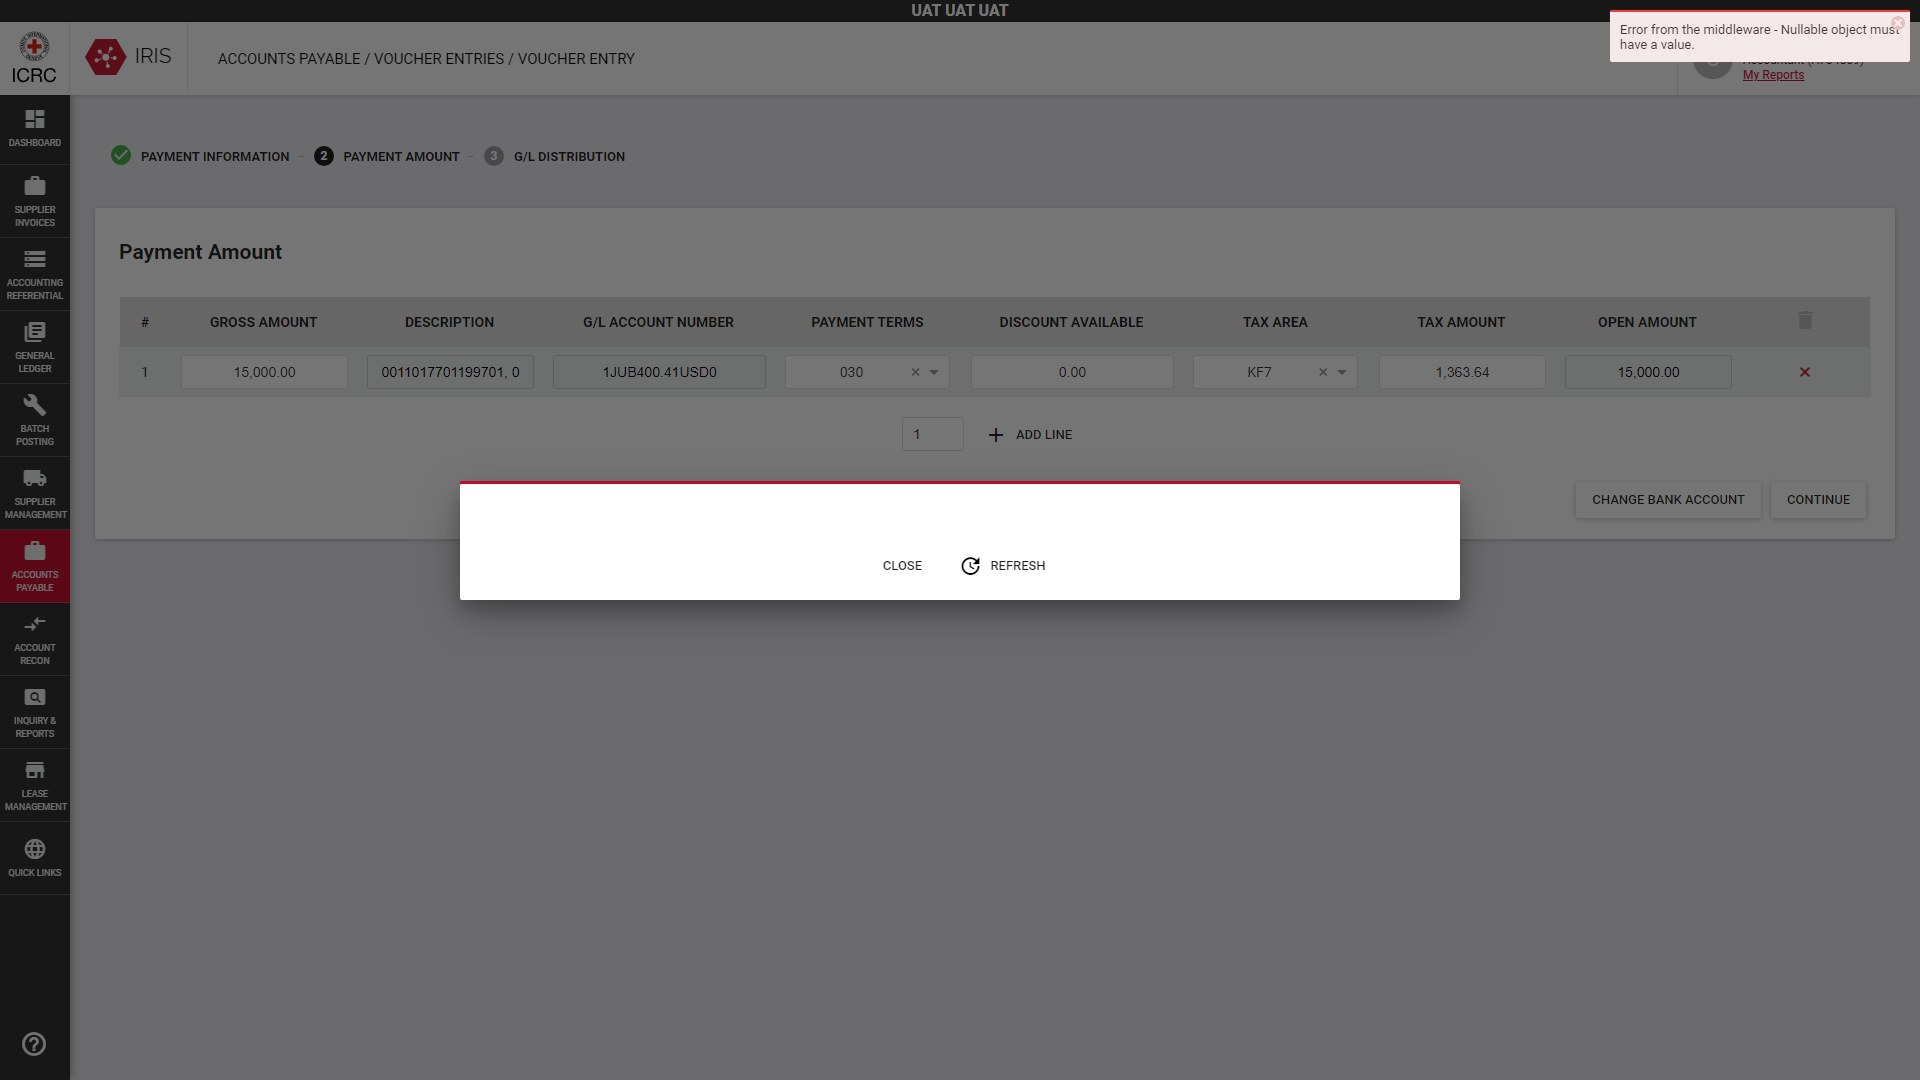 UAT UAT UAT
ICRC
IRIS
ACCOUNTS PAYABLE / VOUCHER ENTRIES / VOUCHER ENTRY
Error from the middleware - Nullable object must
have a value.
My Reports
DASHBOARD
SUPPLIER
INVOICES
ACCOUNTING
REFERENTIAL
GENERAL
LEDGER
BATCH
POSTING
SUPPLIER
MANAGEMENT
ACCOUNTS
PAYABLE
ACCOUNT
RECON
INQUIRY &
REPORTS
LEASE
MANAGEMENT
QUICK LINKS
PAYMENT INFORMATION
2 PAYMENT AMOUNT
3 G/L DISTRIBUTION
Payment Amount
# GROSS AMOUNT DESCRIPTION G/L ACCOUNT NUMBER PAYMENT TERMS DISCOUNT AVAILABLE TAX AREA TAX AMOUNT OPEN AMOUNT
1 15,000.00 0011017701199701, 0 1JUB400.41USD0 030 0.00 KF7 1,363.64 15,000.00
1 ADD LINE
CHANGE BANK ACCOUNT CONTINUE
CLOSE REFRESH